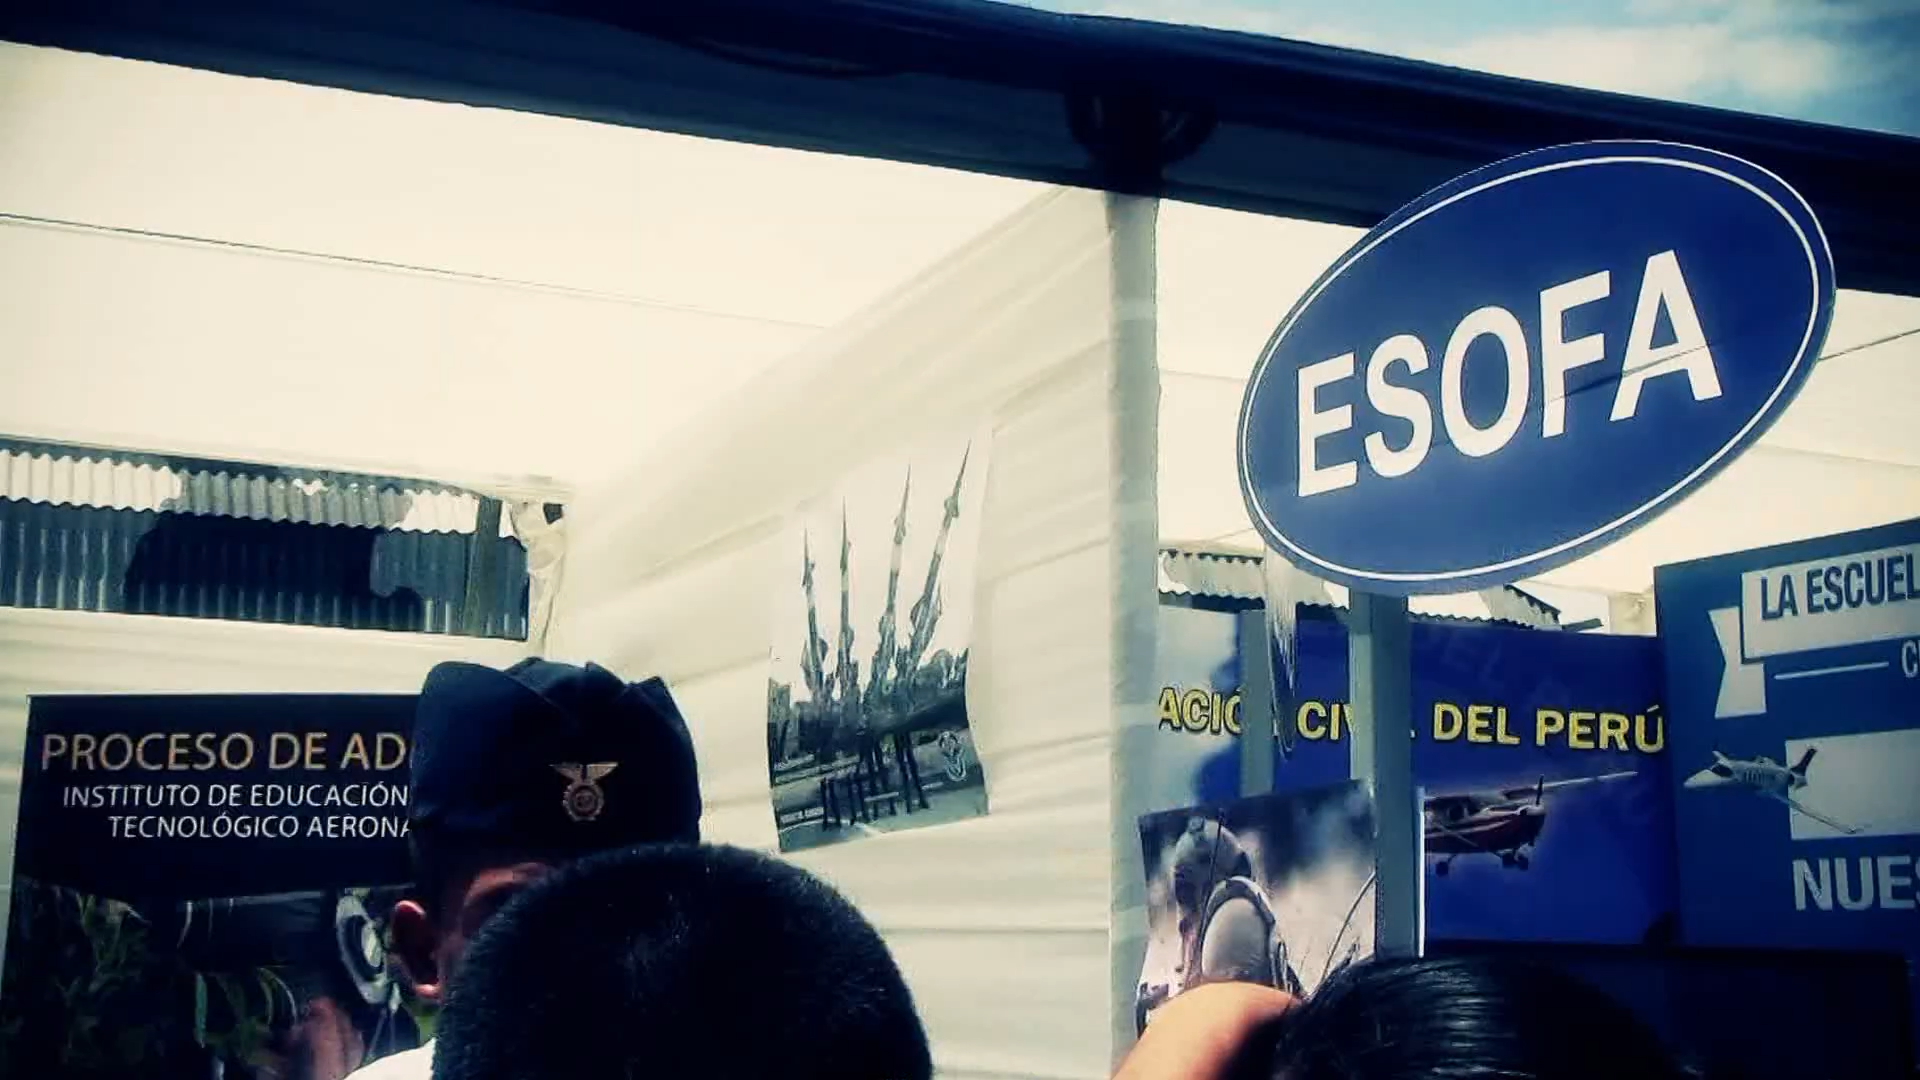 ESOFA
LA ESCUEL
C
ACIÓ CIV DEL PERÚ
NUES
PROCESO DE AD
INSTITUTO DE EDUCACIÓN
TECNOLÓGICO AERONA